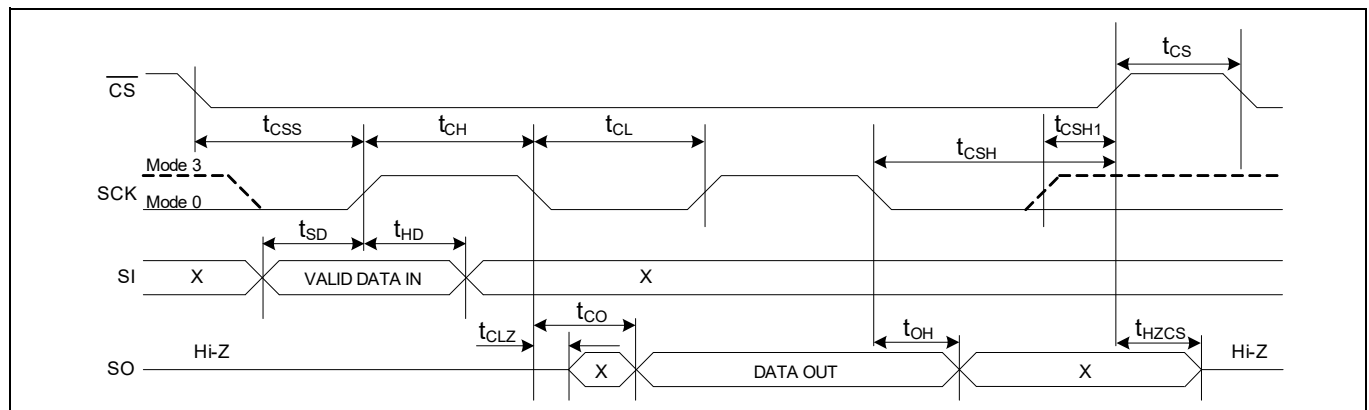 tCS
CS
tCSS
tCH
tCL
tCSH1
tCSH
Mode 3
SCK
Mode 0
tSD
tHD
SI
X
VALID DATA IN
X
tCLZ
tCO
tOH
tHZCS
SO
Hi-Z
X
DATA OUT
X
Hi-Z